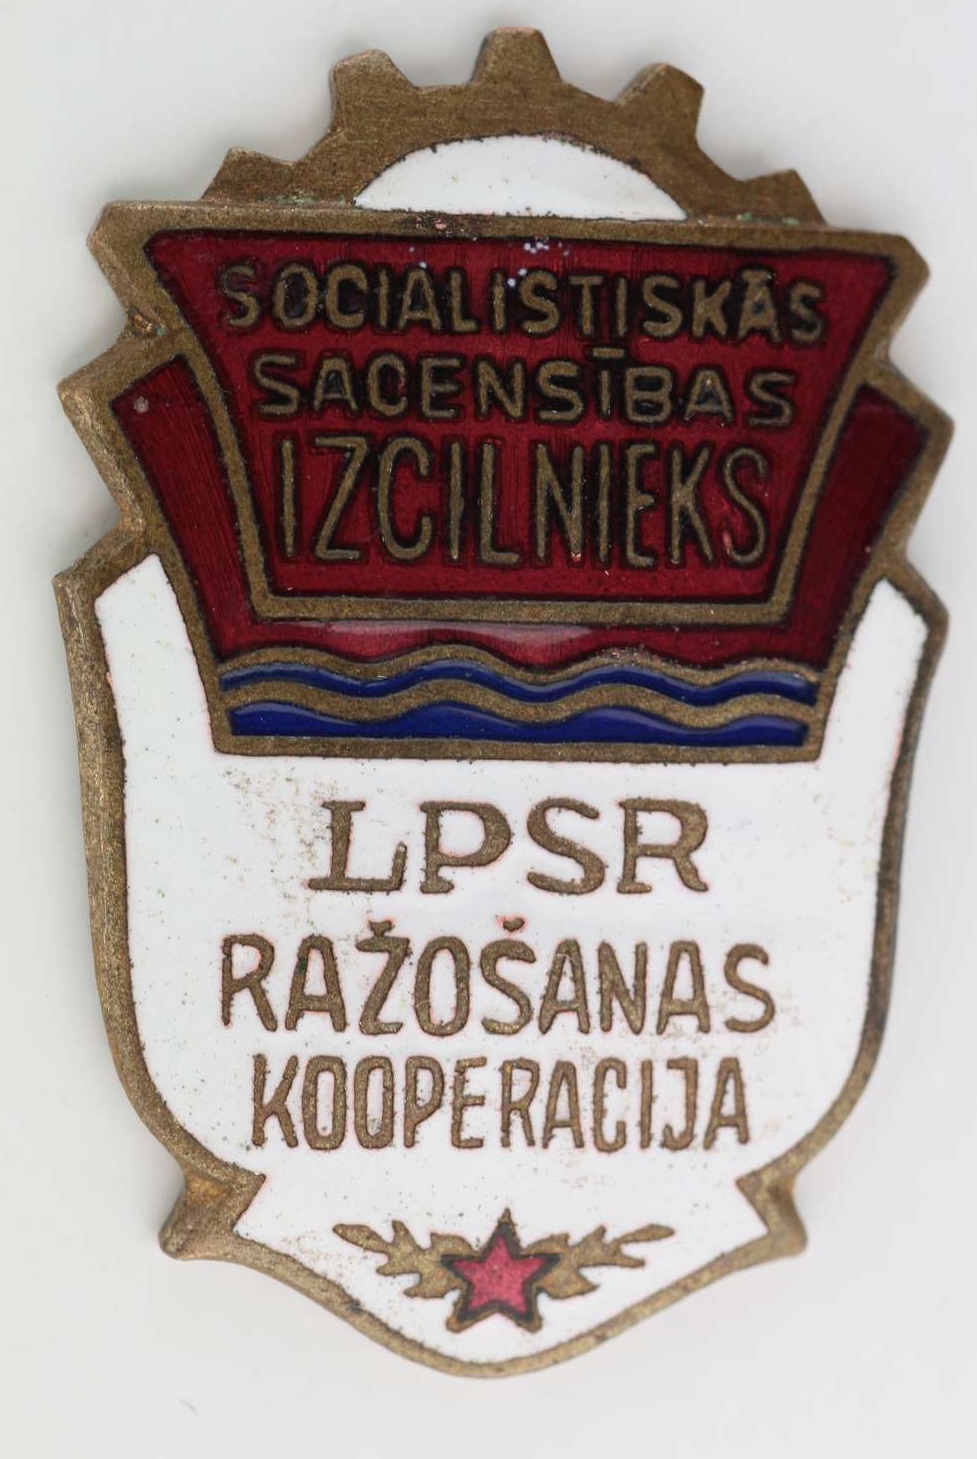 SOCIALISTISKĀS
SACENSĪBAS
IZCILNIEKS
LPSR
RAŽOŠANAS
KOOPERACIJA